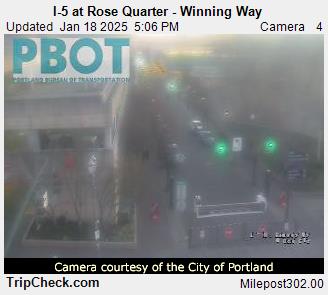 I-5 at Rose Quarter - Winning Way
Updated Jan 18 2025 5:06 PM Camera 4
PBOT
PORTLAND BUREAU OF TRANSPORTATION
Camera courtesy of the City of Portland
TripCheck.com Milepost302.00